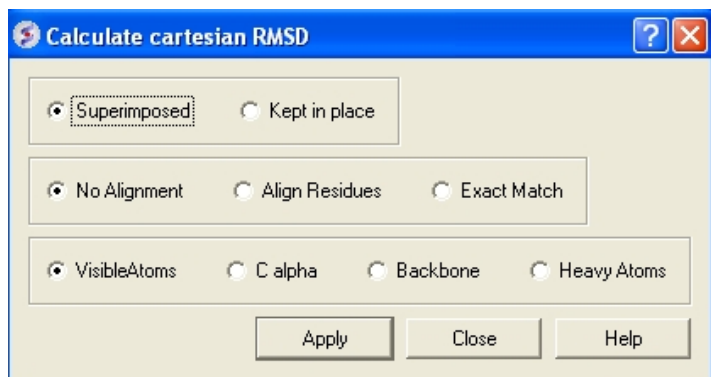 Calculate cartesian RMSD
Superimposed Kept in place
No Alignment Align Residues Exact Match
VisibleAtoms C alpha Backbone Heavy Atoms
Apply Close Help